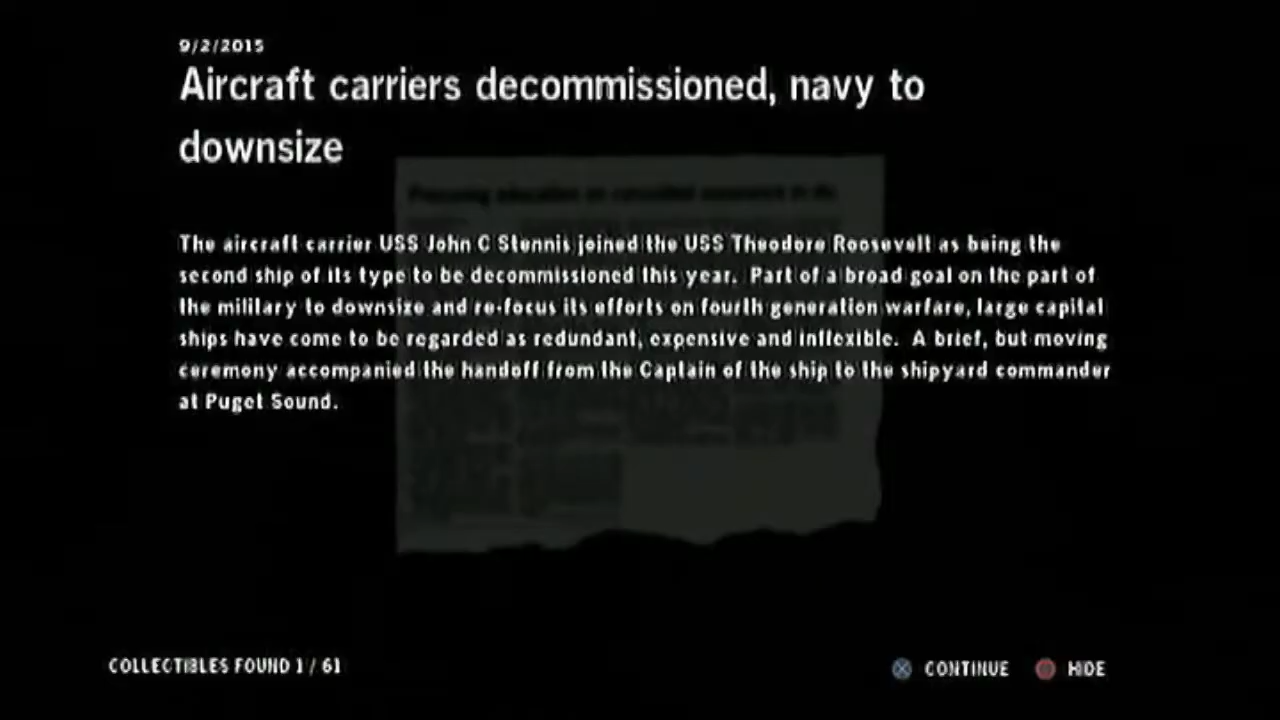 9/2/2015
Aircraft carriers decommissioned, navy to
downsize
The aircraft carrier USS John C Stennis joined the USS Theodore Roosevelt as being the
second ship of its type to be decommissioned this year. Part of a broad goal on the part of
the military to downsize and re-focus its efforts on fourth generation warfare, large capital
ships have come to be regarded as redundant, expensive and inflexible. A brief, but moving
ceremony accompanied the handoff from the Captain of the ship to the shipyard commander
at Puget Sound.
COLLECTIBLES FOUND 1 / 61
CONTINUE HIDE